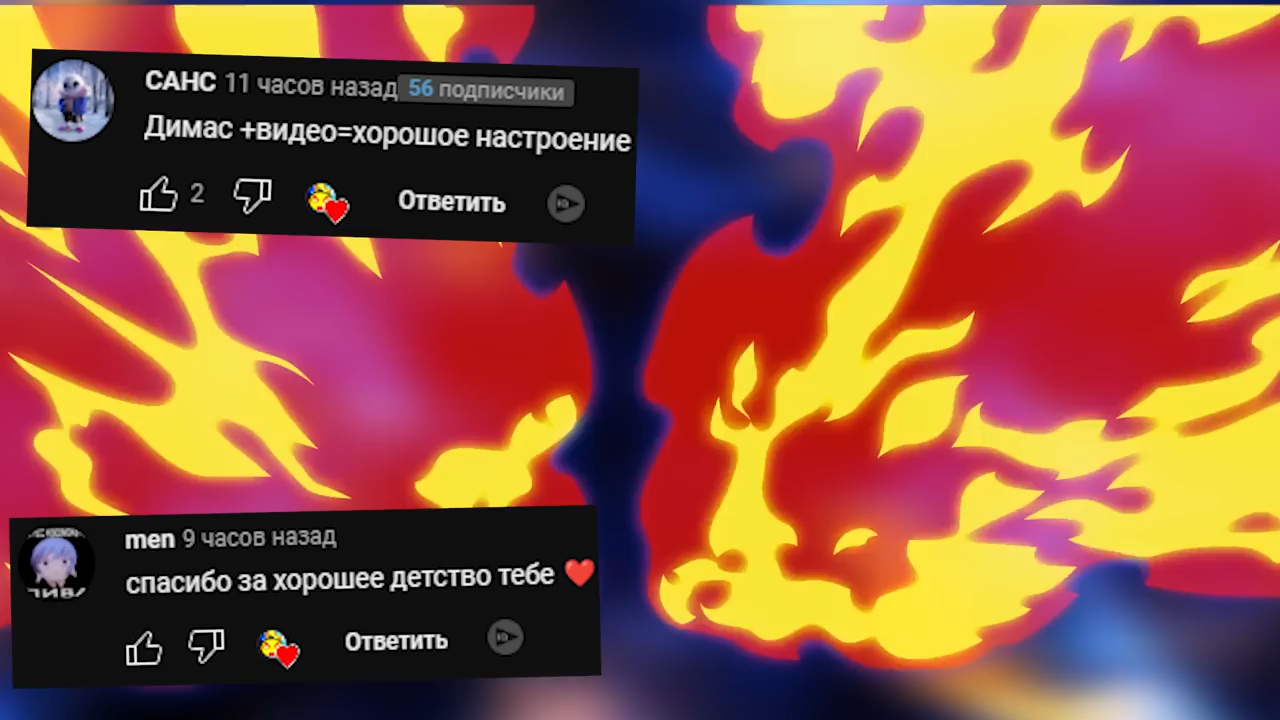 САНС 11 часов назад 56 подписчики
Димас +видео=хорошое настроение
2
Ответить
men 9 часов назад
спасибо за хорошее детство тебе ❤️
Ответить